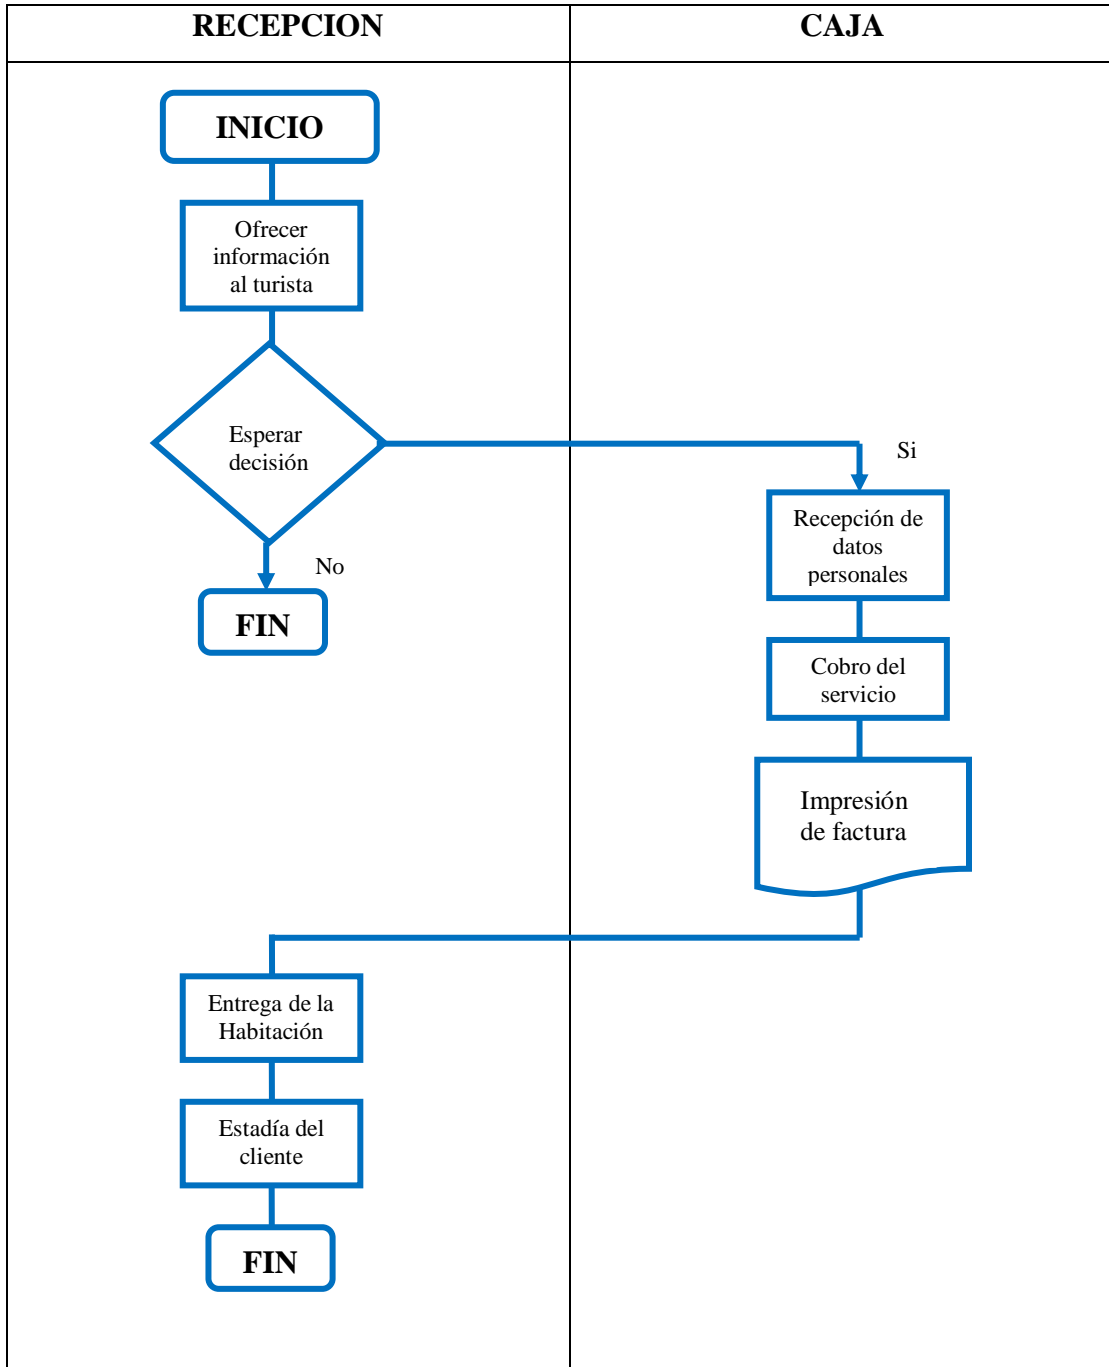 RECEPCION
CAJA
INICIO
Ofrecer
información
al turista
Esperar
decisión
Si
No
FIN
Recepción de
datos
personales
Cobro del
servicio
Impresión
de factura
Entrega de la
Habitación
Estadía del
cliente
FIN